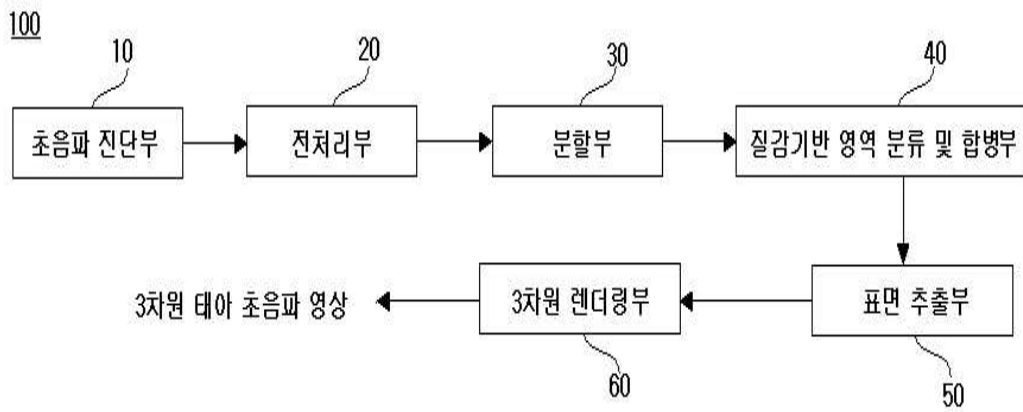 100
10
20
30
40
초음파 진단부
전처리부
분할부
질감기반 영역 분류 및 합병부
3차원 태아 초음파 영상
3차원 렌더링부
표면 추출부
60
50